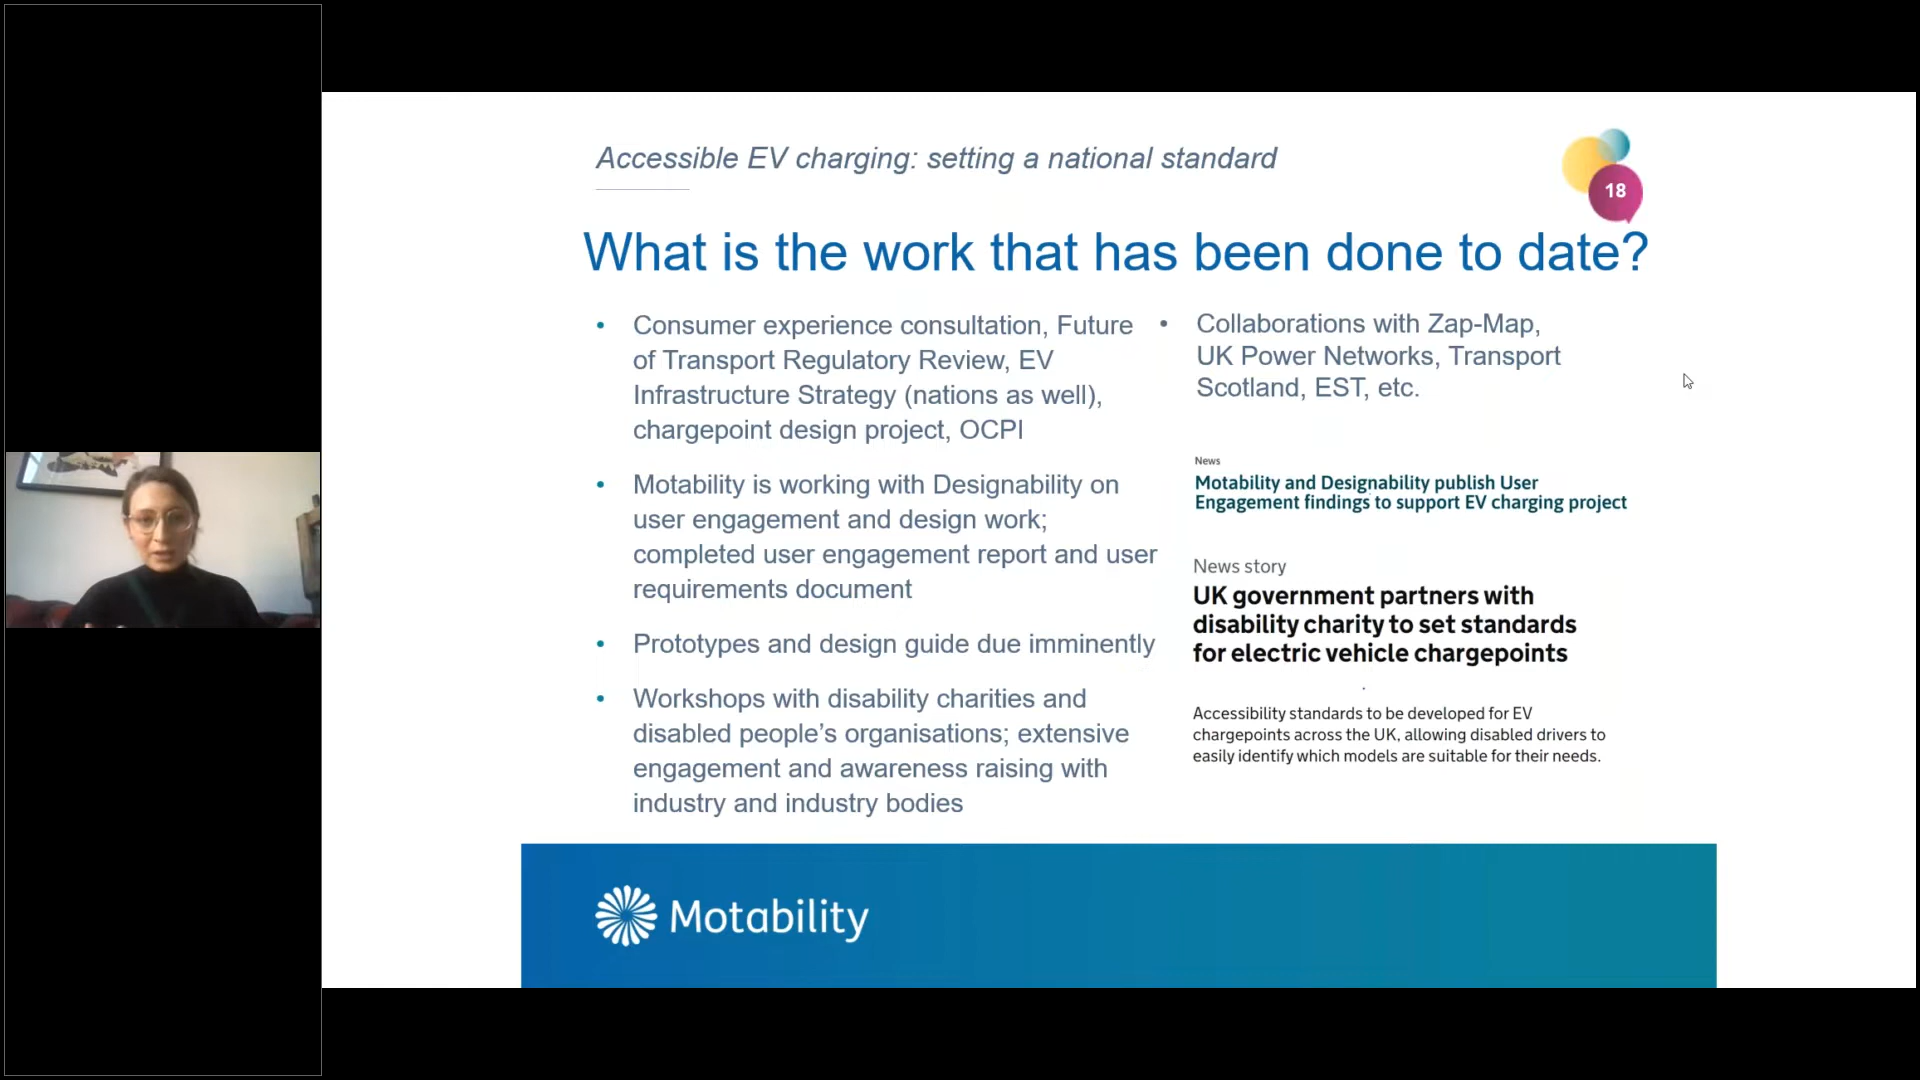 Accessible EV charging: setting a national standard
18
What is the work that has been done to date?
• Consumer experience consultation, Future
of Transport Regulatory Review, EV
Infrastructure Strategy (nations as well),
chargepoint design project, OCPI
• Motability is working with Designability on
user engagement and design work;
completed user engagement report and user
requirements document
• Prototypes and design guide due imminently
• Workshops with disability charities and
disabled people’s organisations; extensive
engagement and awareness raising with
industry and industry bodies
• Collaborations with Zap-Map,
UK Power Networks, Transport
Scotland, EST, etc.
News
Motability and Designability publish User
Engagement findings to support EV charging project
News story
UK government partners with
disability charity to set standards
for electric vehicle chargepoints
Accessibility standards to be developed for EV
chargepoints across the UK, allowing disabled drivers to
easily identify which models are suitable for their needs.
Motability